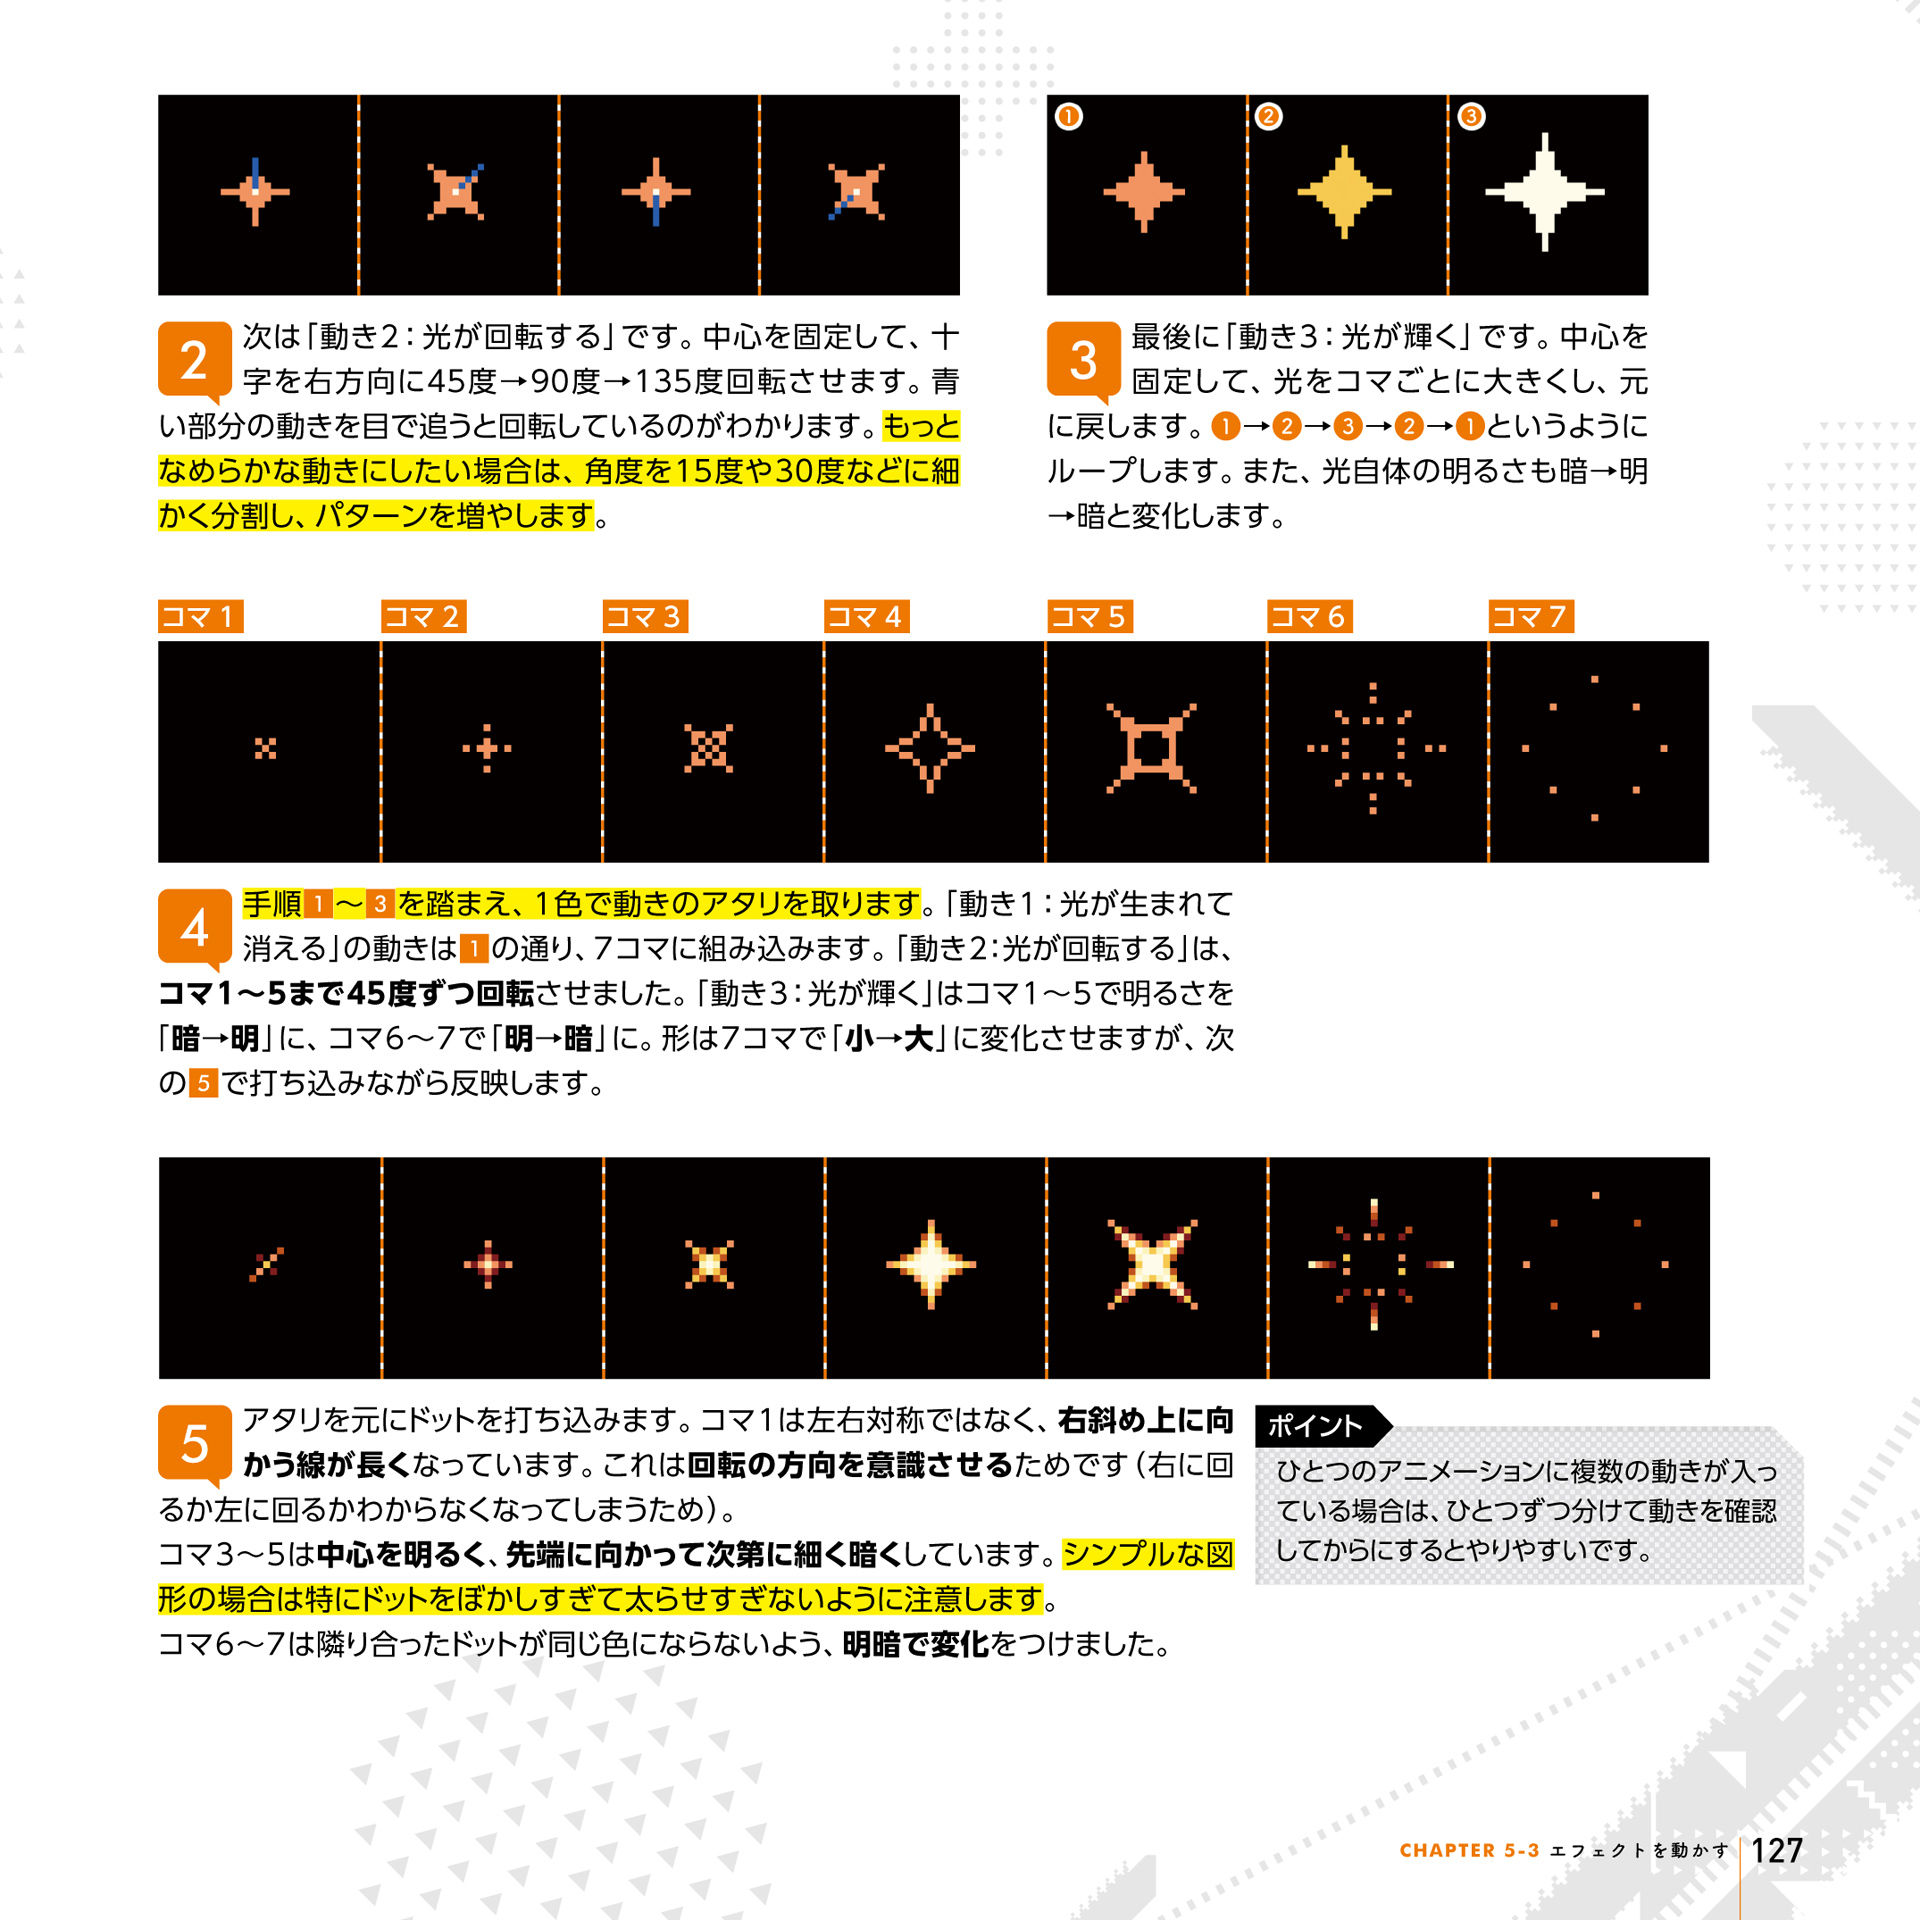 ① ② ③
2 次は「動き2：光が回転する」です。中心を固定して、十
字を右方向に45度→90度→135度回転させます。青
い部分の動きを目で追うと回転しているのがわかります。もっと
なめらかな動きにしたい場合は、角度を15度や30度などに細
かく分割し、パターンを増やします。
3 最後に「動き3：光が輝く」です。中心を
固定して、光をコマごとに大きくし、元
に戻します。①→②→③→②→①というように
ループします。また、光自体の明るさも暗→明
→暗と変化します。
コマ1 コマ2 コマ3 コマ4 コマ5 コマ6 コマ7
4 手順1～3を踏まえ、1色で動きのアタリを取ります。「動き1：光が生まれて
消える」の動きは1の通り、7コマに組み込みます。「動き2：光が回転する」は、
コマ1～5まで45度ずつ回転させました。「動き3：光が輝く」はコマ1～5で明るさを
「暗→明」に、コマ6～7で「明→暗」に。形は7コマで「小→大」に変化させますが、次
の5で打ち込みながら反映します。
5 アタリを元にドットを打ち込みます。コマ1は左右対称ではなく、右斜め上に向
かう線が長くなっています。これは回転の方向を意識させるためです（右に回
るか左に回るかわからなくなってしまうため）。
コマ3～5は中心を明るく、先端に向かって次第に細く暗くしています。シンプルな図
形の場合は特にドットをぼかしすぎて太らせすぎないように注意します。
コマ6～7は隣り合ったドットが同じ色にならないよう、明暗で変化をつけました。
ポイント
ひとつのアニメーションに複数の動きが入っ
ている場合は、ひとつずつ分けて動きを確認
してからにするとやりやすいです。
CHAPTER 5-3 エフェクトを動かす 127